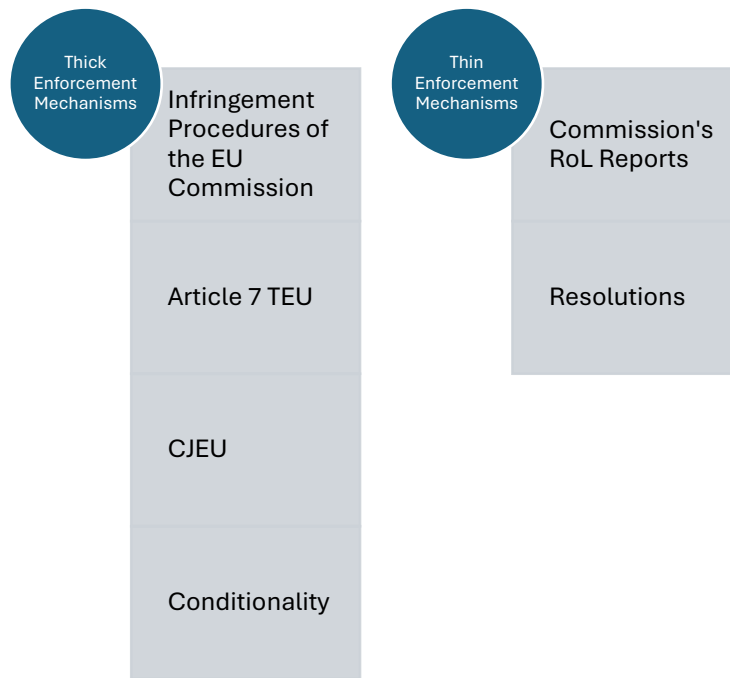 Thick
Enforcement
Mechanisms
Infringement
Procedures of
the EU
Commission
Article 7 TEU
CJEU
Conditionality
Thin
Enforcement
Mechanisms
Commission's
RoL Reports
Resolutions